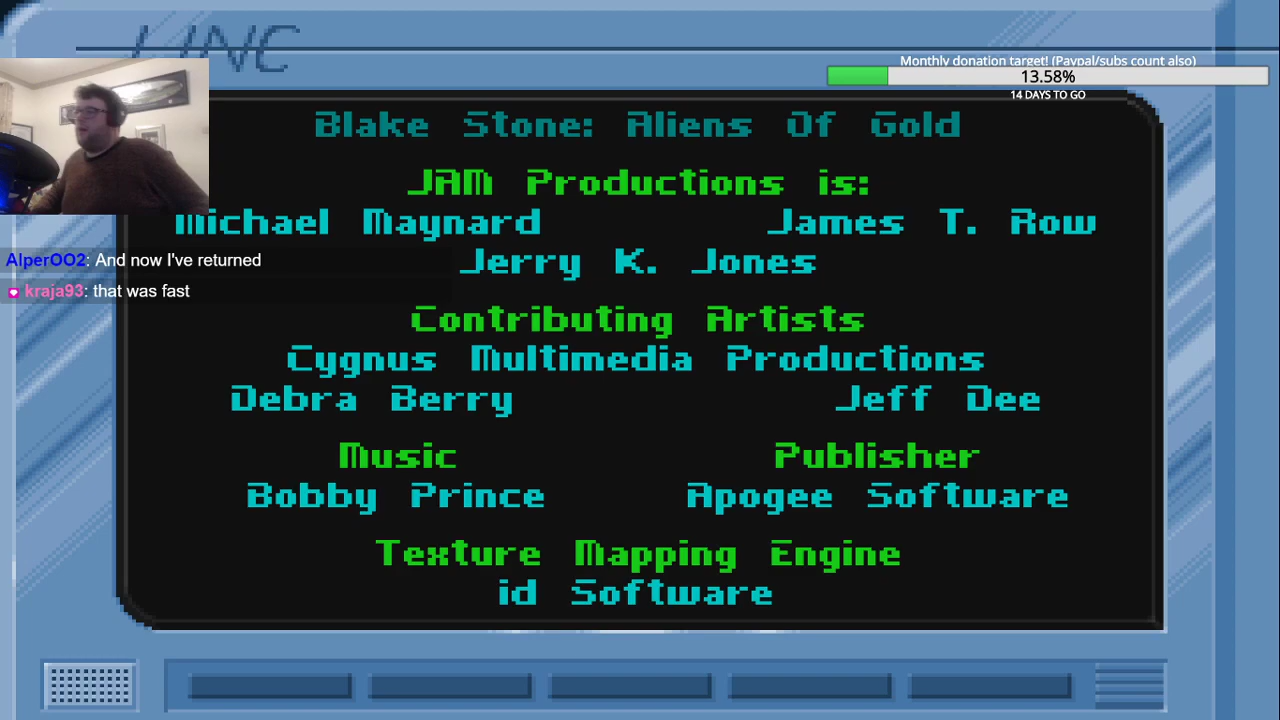 Monthly donation target! (Paypal/subs count also)
13.58%
14 DAYS TO GO
Blake Stone: Aliens Of Gold
JAM Productions is:
Michael Maynard James T. Row
Jerry K. Jones
AlperOO2: And now I've returned
kraja93: that was fast
Contributing Artists
Cygnus Multimedia Productions
Debra Berry Jeff Dee
Music Publisher
Bobby Prince Apogee Software
Texture Mapping Engine
id Software